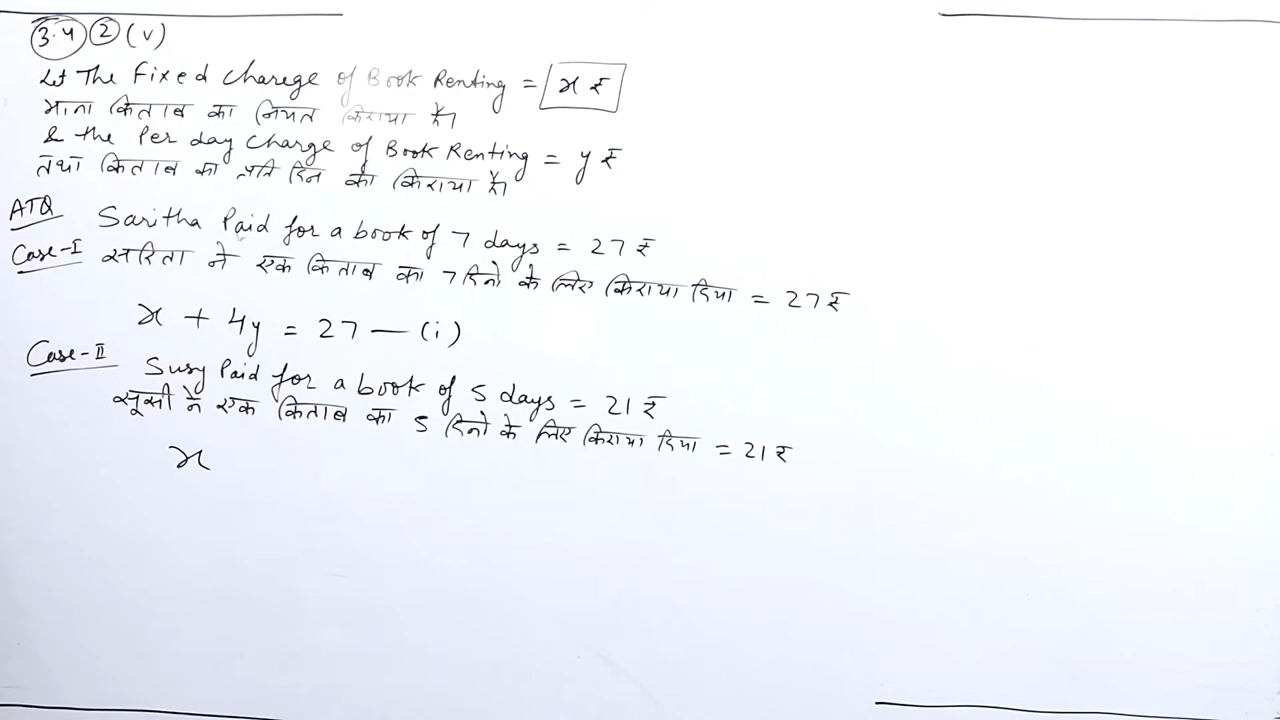 3.4 2 (v)
Let The Fixed Charege of Book Renting = x ₹
माना किताब का नियत किराया है।
& the Per day Charge of Book Renting = y ₹
तथा किताब का प्रति दिन का किराया है।
ATQ Saritha Paid for a book of 7 days = 27 ₹
Case-I सरिता ने एक किताब का 7 दिनो के लिए किराया दिया = 27 ₹
x + 4y = 27 — (i)
Case-II Susy Paid for a book of 5 days = 21 ₹
सूसी ने एक किताब का 5 दिनो के लिए किराया दिया = 21 ₹
x